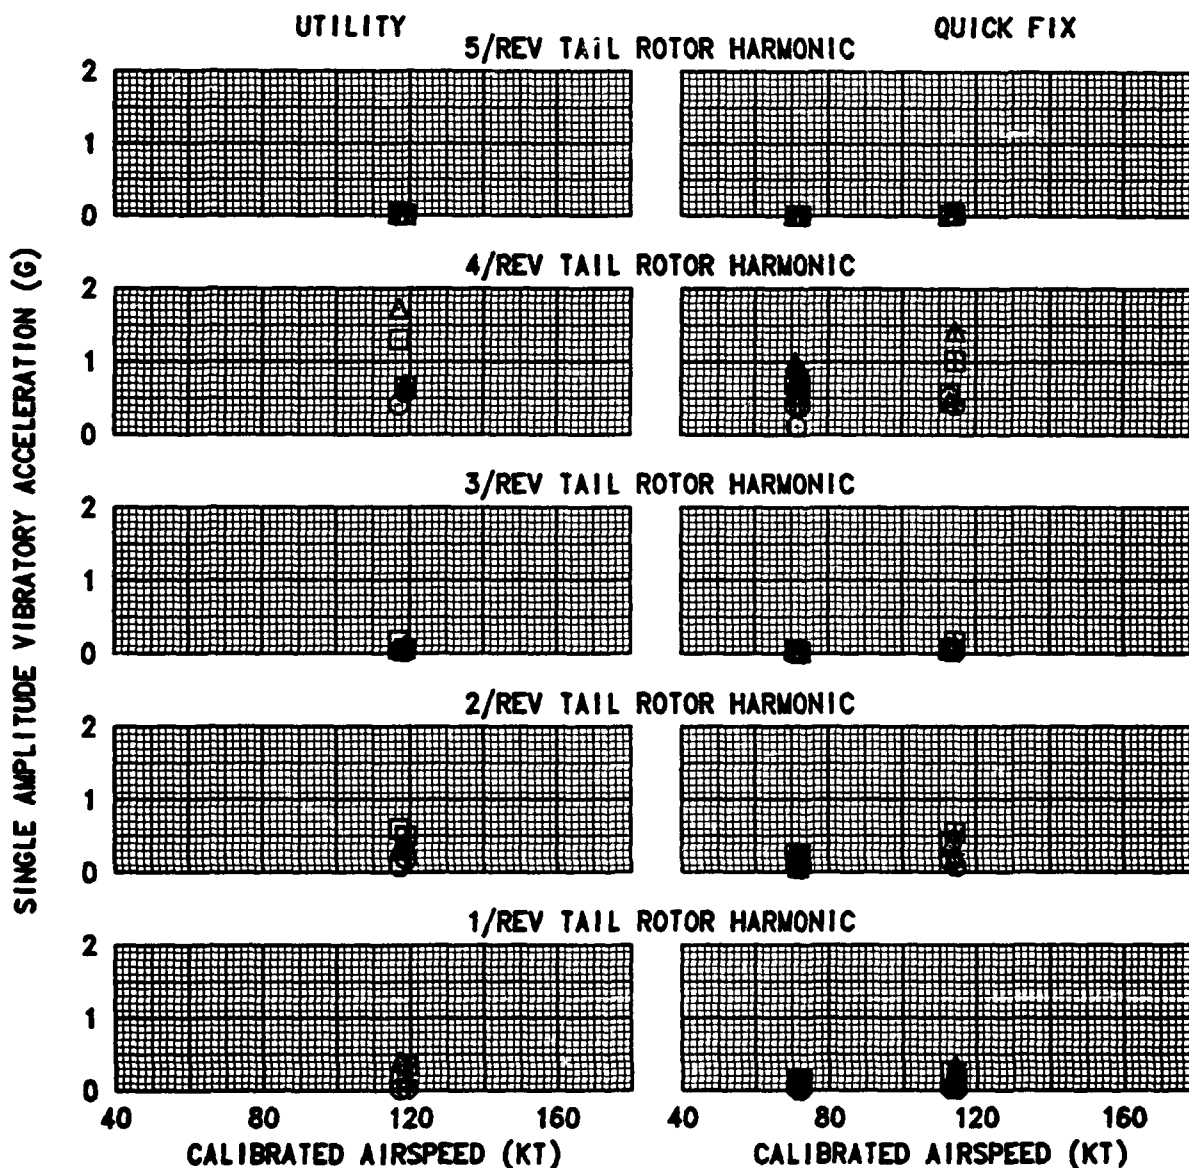 UTILITY QUICK FIX
5/REV TAIL ROTOR HARMONIC
2
1
0
4/REV TAIL ROTOR HARMONIC
2
1
0
3/REV TAIL ROTOR HARMONIC
2
1
0
2/REV TAIL ROTOR HARMONIC
2
1
0
1/REV TAIL ROTOR HARMONIC
2
1
0
SINGLE AMPLITUDE VIBRATORY ACCELERATION (G)
40 80 120 160 40 80 120 160
CALIBRATED AIRSPEED (KT) CALIBRATED AIRSPEED (KT)